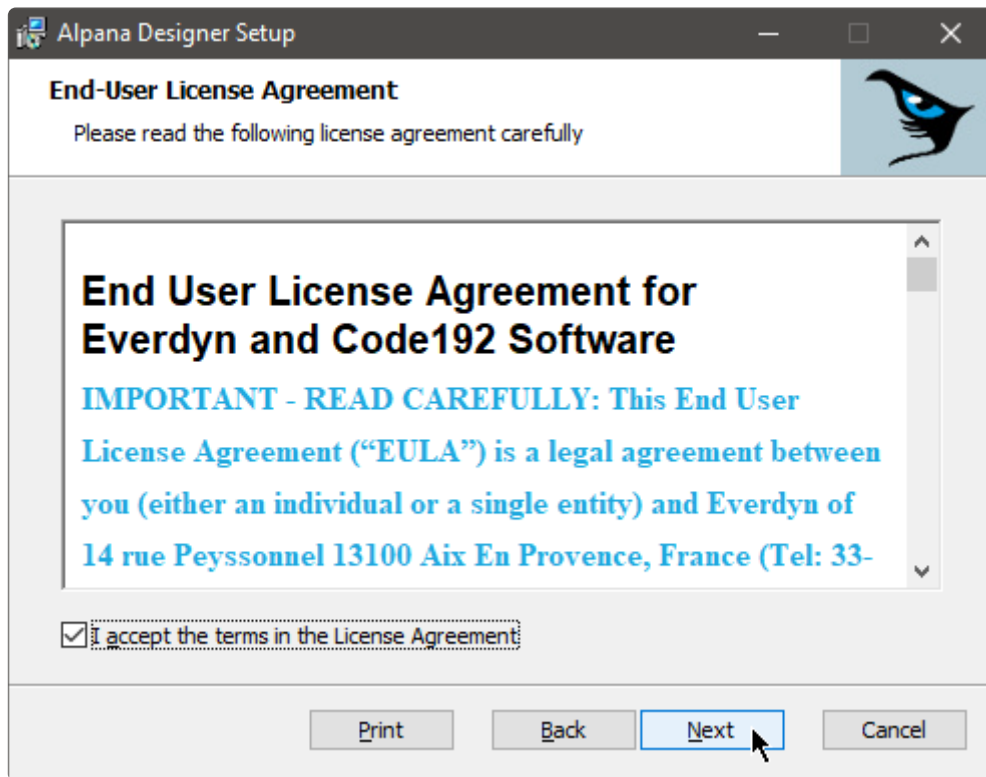 Alpana Designer Setup
End-User License Agreement
Please read the following license agreement carefully
End User License Agreement for
Everdyn and Code192 Software
IMPORTANT - READ CAREFULLY: This End User
License Agreement (“EULA”) is a legal agreement between
you (either an individual or a single entity) and Everdyn of
14 rue Peyssonnel 13100 Aix En Provence, France (Tel: 33-
I accept the terms in the License Agreement
Print Back Next Cancel